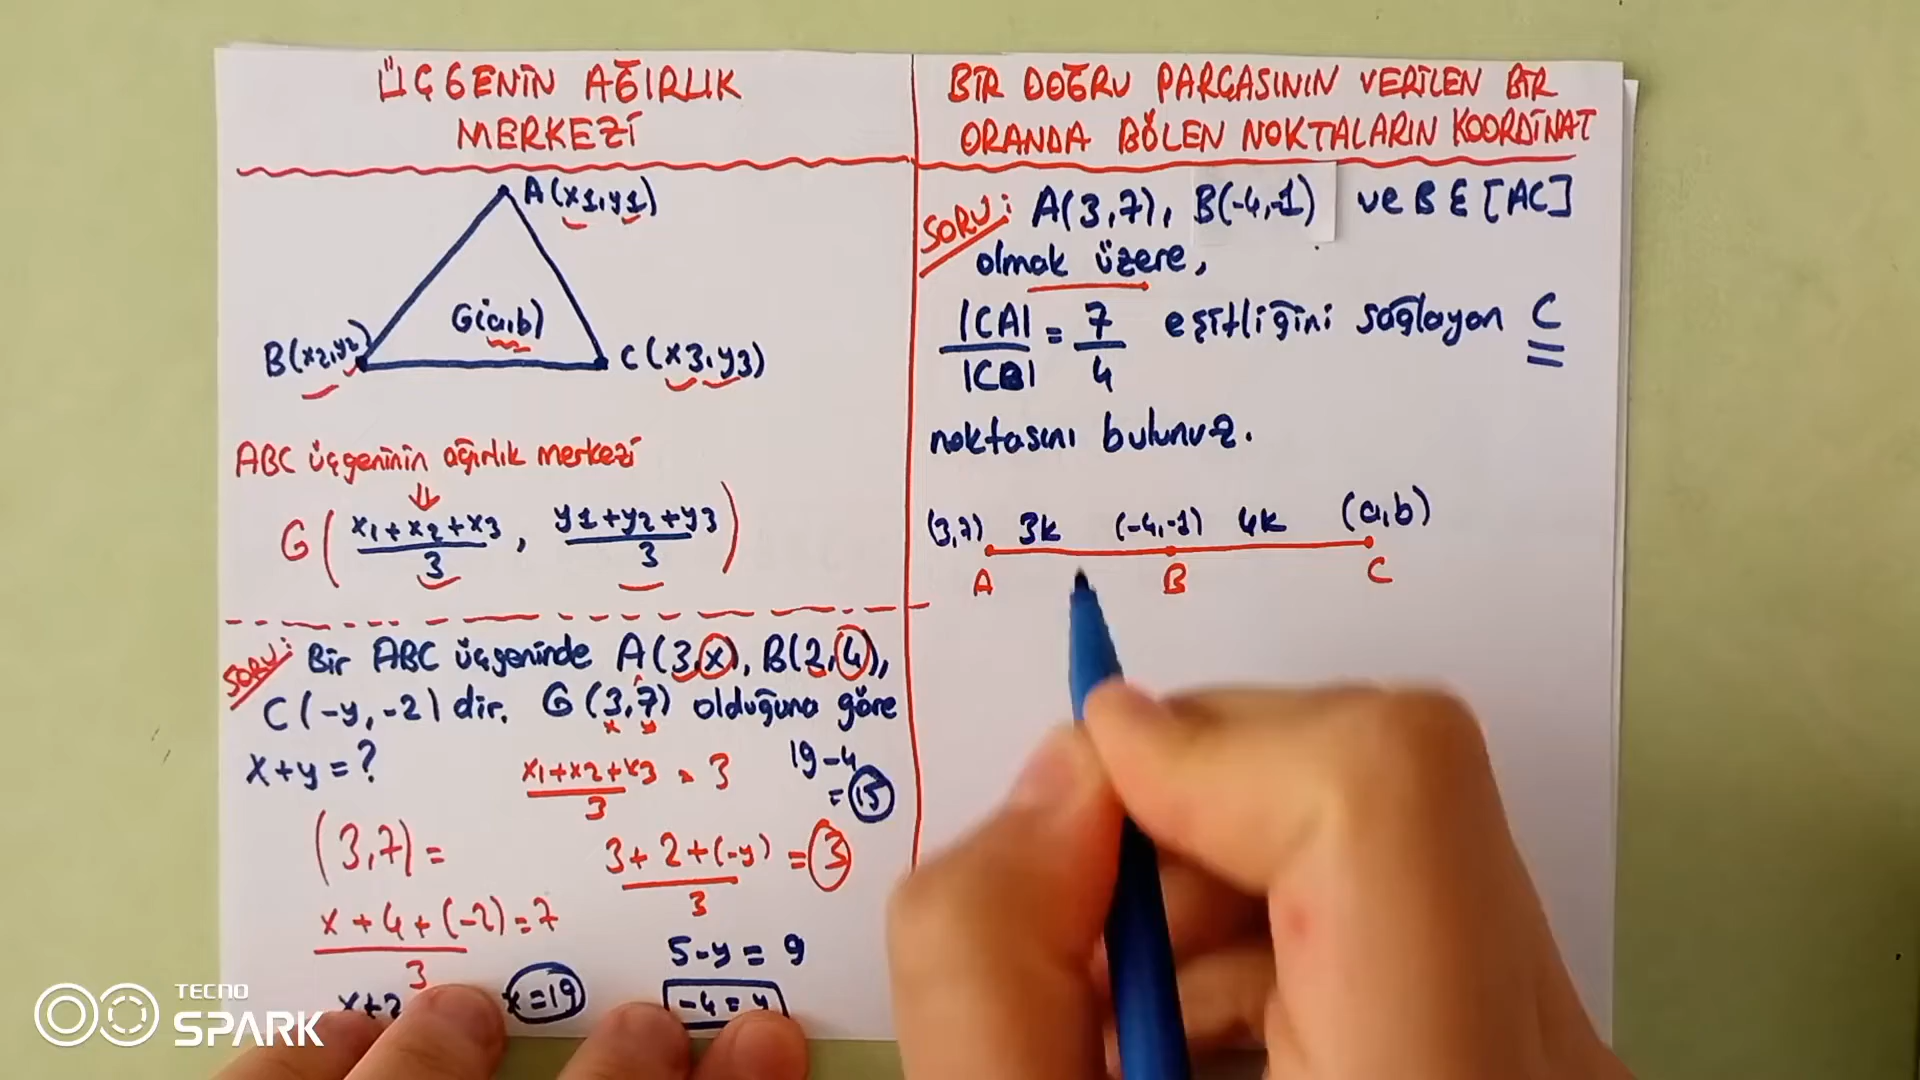 ÜÇGENİN AĞIRLIK
MERKEZİ
A(x1,y1)
G(a,b)
B(x2,y2)
C(x3,y3)
ABC üçgeninin ağırlık merkezi
G(x1+x2+x3/3, y1+y2+y3/3)
SORU: Bir ABC üçgeninde A(3,x), B(2,4),
C(-y,-2) dir. G(3,7) olduğuna göre
x y
x+y=?
19-4
=15
x1+x2+x3/3 = 3
(3,7)=
3+2+(-y)/3 = 3
x+4+(-2)/3=7
5-y=9
x+2
x=19
-4=y
BİR DOĞRU PARÇASININ VERİLEN BİR
ORANDA BÖLEN NOKTALARIN KOORDİNAT
SORU: A(3,7), B(-4,-1) ve B E [AC]
olmak üzere,
|CA|/|CB| = 7/4 eşitliğini sağlayan C
noktasını bulunuz.
(3,7) 3k (-4,-1) 4k (a,b)
A B C
TECNO
SPARK